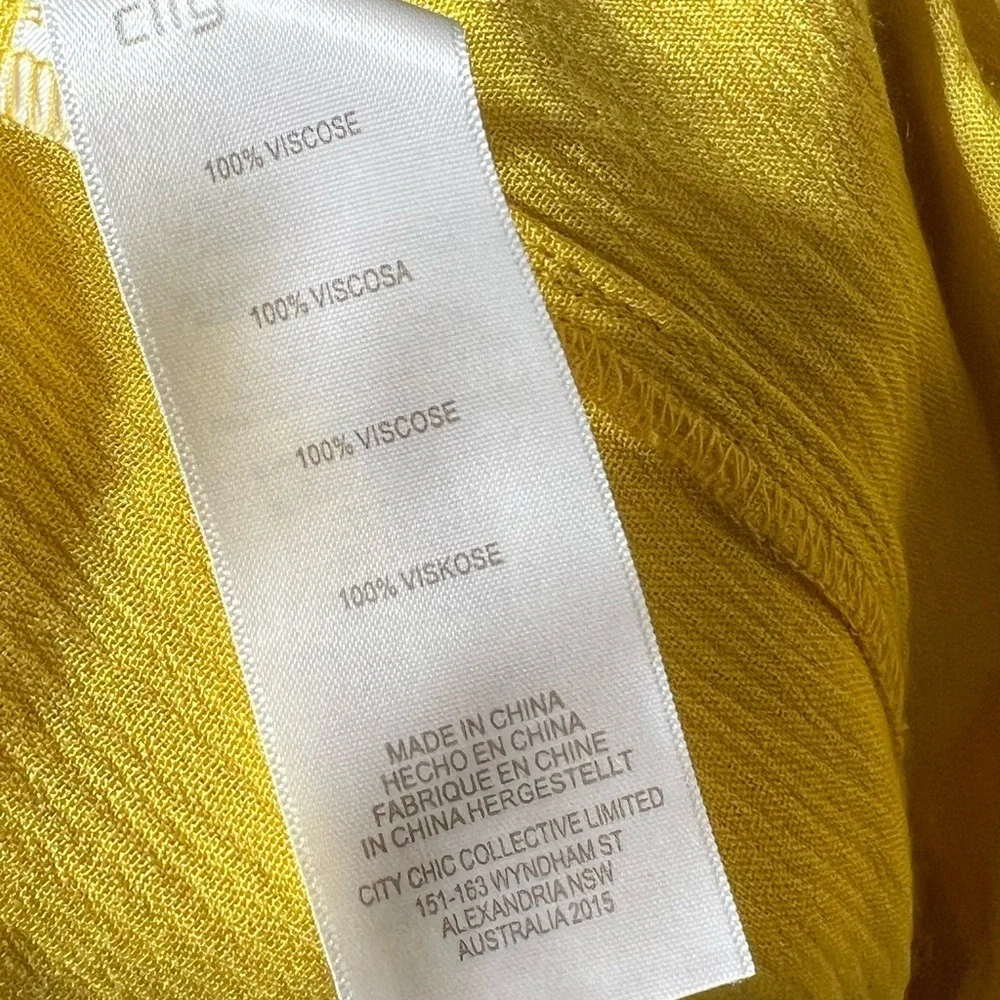 city
100% VISCOSE
100% VISCOSA
100% VISCOSE
100% VISKOSE
MADE IN CHINA
HECHO EN CHINA
FABRIQUE EN CHINE
IN CHINA HERGESTELLT
CITY CHIC COLLECTIVE LIMITED
151-163 WYNDHAM ST
ALEXANDRIA NSW
AUSTRALIA 2015